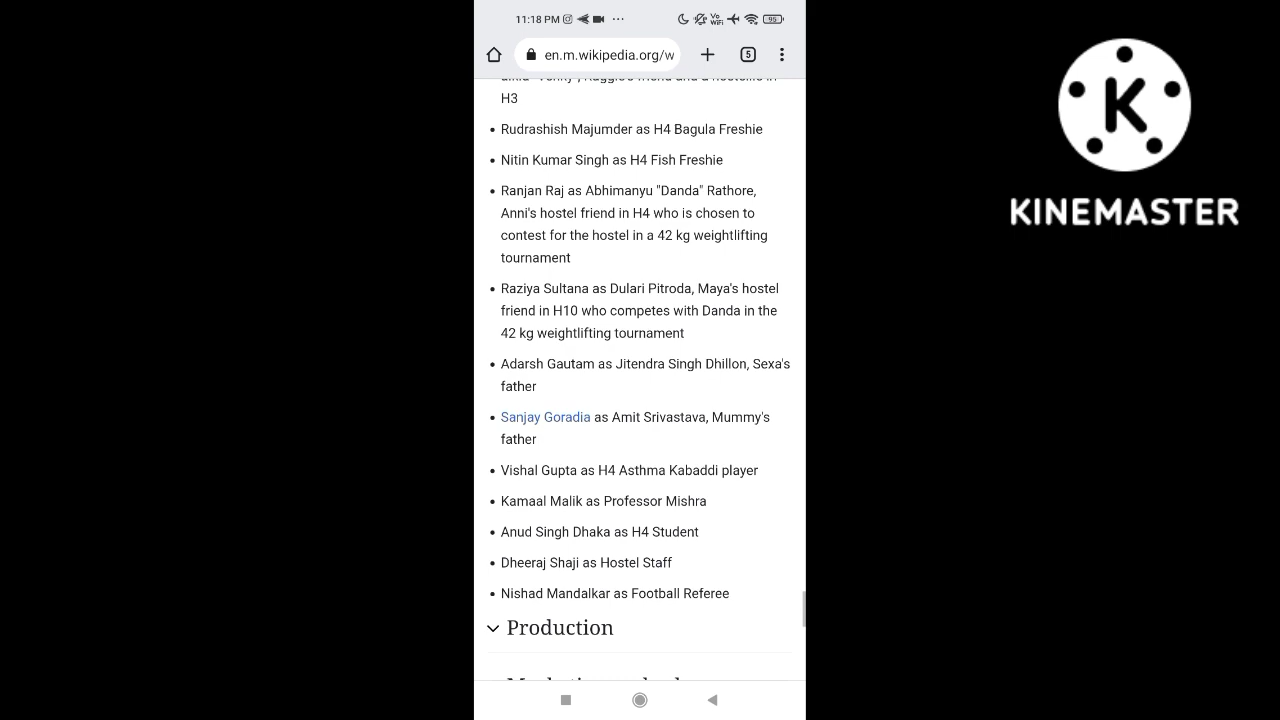 11:18 PM
Vo
WiFi
95
en.m.wikipedia.org/w
5
H3
• Rudrashish Majumder as H4 Bagula Freshie
• Nitin Kumar Singh as H4 Fish Freshie
• Ranjan Raj as Abhimanyu "Danda" Rathore,
Anni's hostel friend in H4 who is chosen to
contest for the hostel in a 42 kg weightlifting
tournament
• Raziya Sultana as Dulari Pitroda, Maya's hostel
friend in H10 who competes with Danda in the
42 kg weightlifting tournament
• Adarsh Gautam as Jitendra Singh Dhillon, Sexa's
father
• Sanjay Goradia as Amit Srivastava, Mummy's
father
• Vishal Gupta as H4 Asthma Kabaddi player
• Kamaal Malik as Professor Mishra
• Anud Singh Dhaka as H4 Student
• Dheeraj Shaji as Hostel Staff
• Nishad Mandalkar as Football Referee
Production
K
KINEMASTER